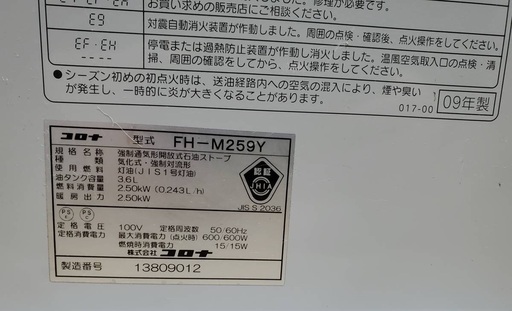 お買い求めの販売店にご相談ください。
E9
対震自動消火装置が作動しました。周囲の点検・確認後、点火操作をしてください。
EF・EH
停電または過熱防止装置が作動し消火しました。温風空気取入口の点検・清掃、周囲の確認をしてから、点火操作をしてください。
●シーズン初めの初点火時は、送油経路内への空気の混入により、煙や臭い
が発生し、一時的に炎が大きくなることがあります。
017-00
09年製
コロナ 型式 FH-M259Y
規格名称 強制通気形開放式石油ストーブ
種類 気化式・強制対流形
使用燃料 灯油(JIS1号灯油)
油タンク容量 3.6L
燃料消費量 2.50kW(0.243L/h)
暖房出力 2.50kW
認証
JHIA
JIS S 2036
PS E PS C
定格電圧 100V 定格周波数 50/60Hz
定格消費電力 最大消費電力(点火時) 600/600W
燃焼時消費電力 15/15W
株式会社コロナ
製造番号 13809012